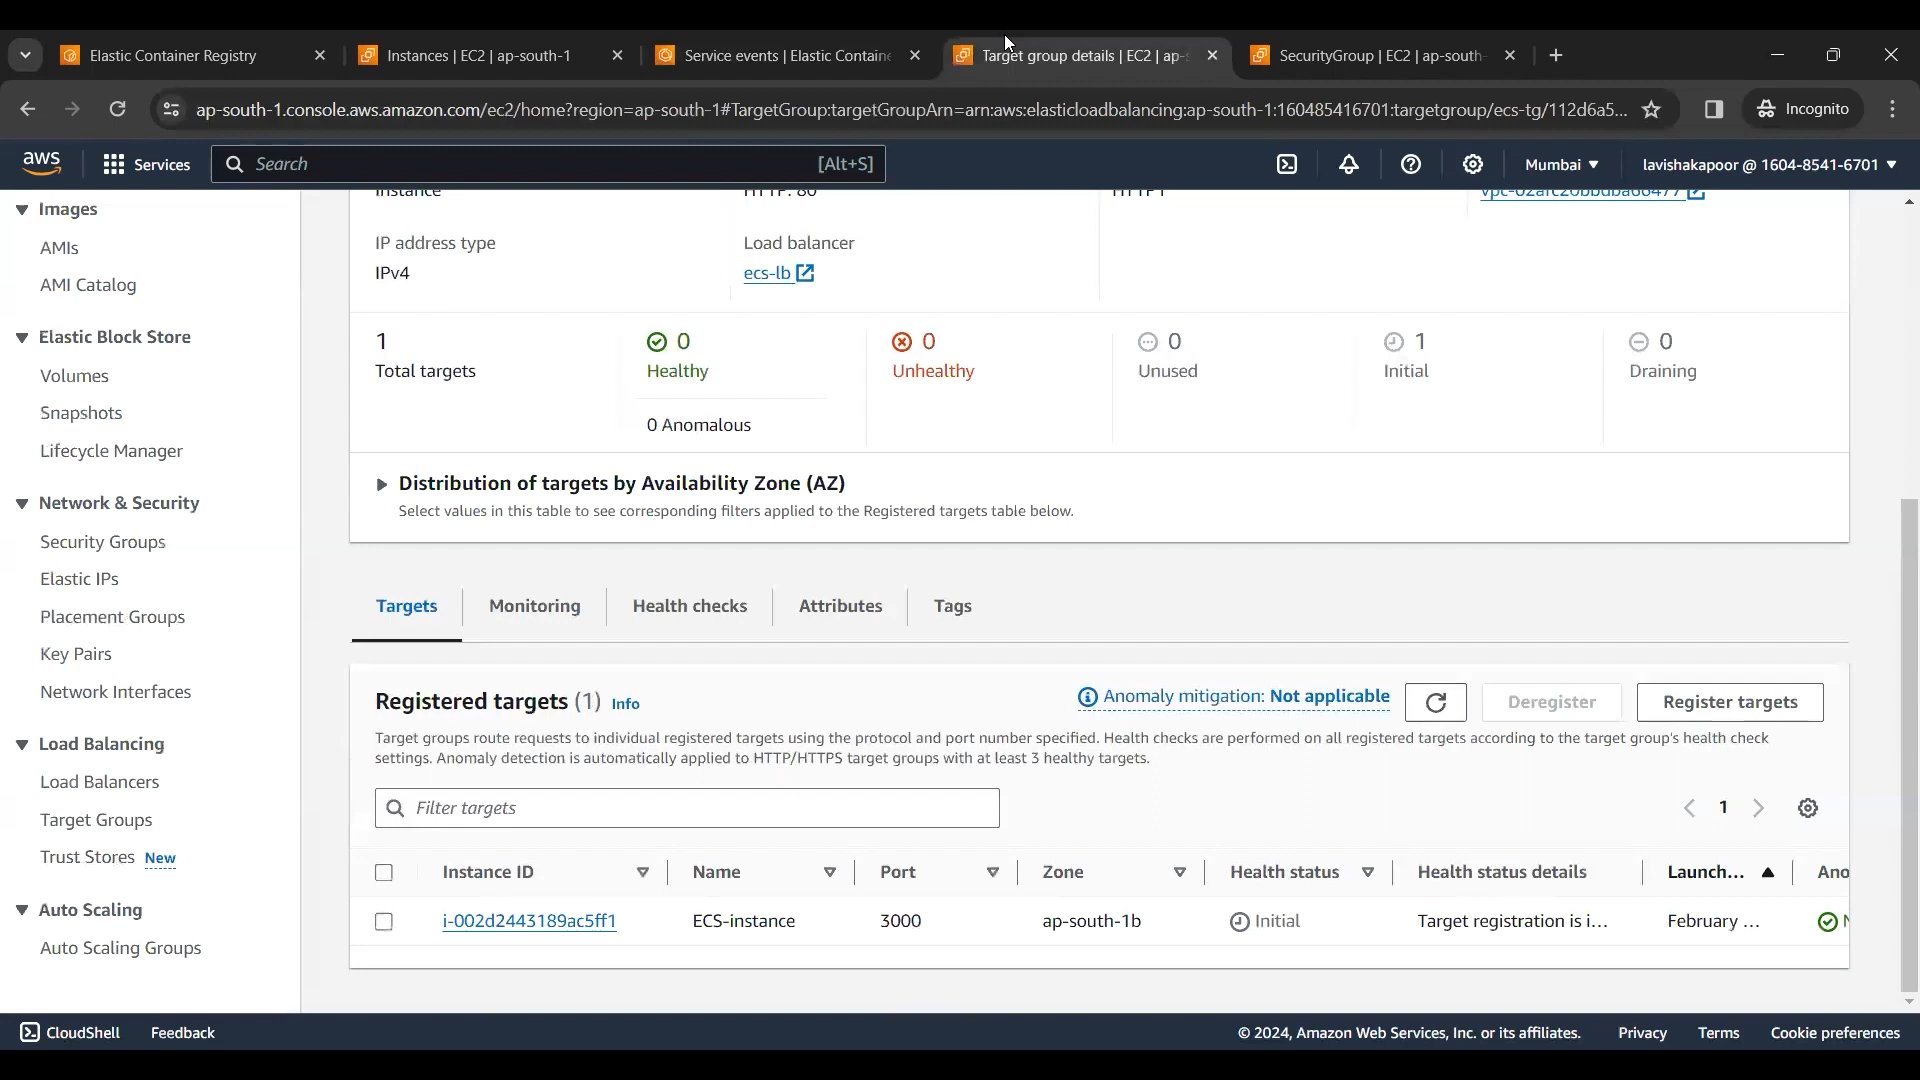 Elastic Container Registry
Instances | EC2 | ap-south-1
Service events | Elastic Containe
Target group details | EC2 | ap-s
SecurityGroup | EC2 | ap-south-
ap-south-1.console.aws.amazon.com/ec2/home?region=ap-south-1#TargetGroup:targetGroupArn=arn:aws:elasticloadbalancing:ap-south-1:160485416701:targetgroup/ecs-tg/112d6a5...
Incognito
aws
Services
Search
[Alt+S]
Mumbai
lavishakapoor @ 1604-8541-6701
Images
AMIs
AMI Catalog
Elastic Block Store
Volumes
Snapshots
Lifecycle Manager
Network & Security
Security Groups
Elastic IPs
Placement Groups
Key Pairs
Network Interfaces
Load Balancing
Load Balancers
Target Groups
Trust Stores New
Auto Scaling
Auto Scaling Groups
Instance
HTTP: 80
HTTP1
IP address type
IPv4
Load balancer
ecs-lb
1
Total targets
0
Healthy
0 Anomalous
0
Unhealthy
0
Unused
1
Initial
0
Draining
Distribution of targets by Availability Zone (AZ)
Select values in this table to see corresponding filters applied to the Registered targets table below.
Targets
Monitoring
Health checks
Attributes
Tags
Registered targets (1) Info
Anomaly mitigation: Not applicable
Deregister
Register targets
Target groups route requests to individual registered targets using the protocol and port number specified. Health checks are performed on all registered targets according to the target group's health check
settings. Anomaly detection is automatically applied to HTTP/HTTPS target groups with at least 3 healthy targets.
Filter targets
1
Instance ID
Name
Port
Zone
Health status
Health status details
Launch...
Ano
i-002d2443189ac5ff1
ECS-instance
3000
ap-south-1b
Initial
Target registration is i...
February ...
N
CloudShell
Feedback
© 2024, Amazon Web Services, Inc. or its affiliates.
Privacy
Terms
Cookie preferences